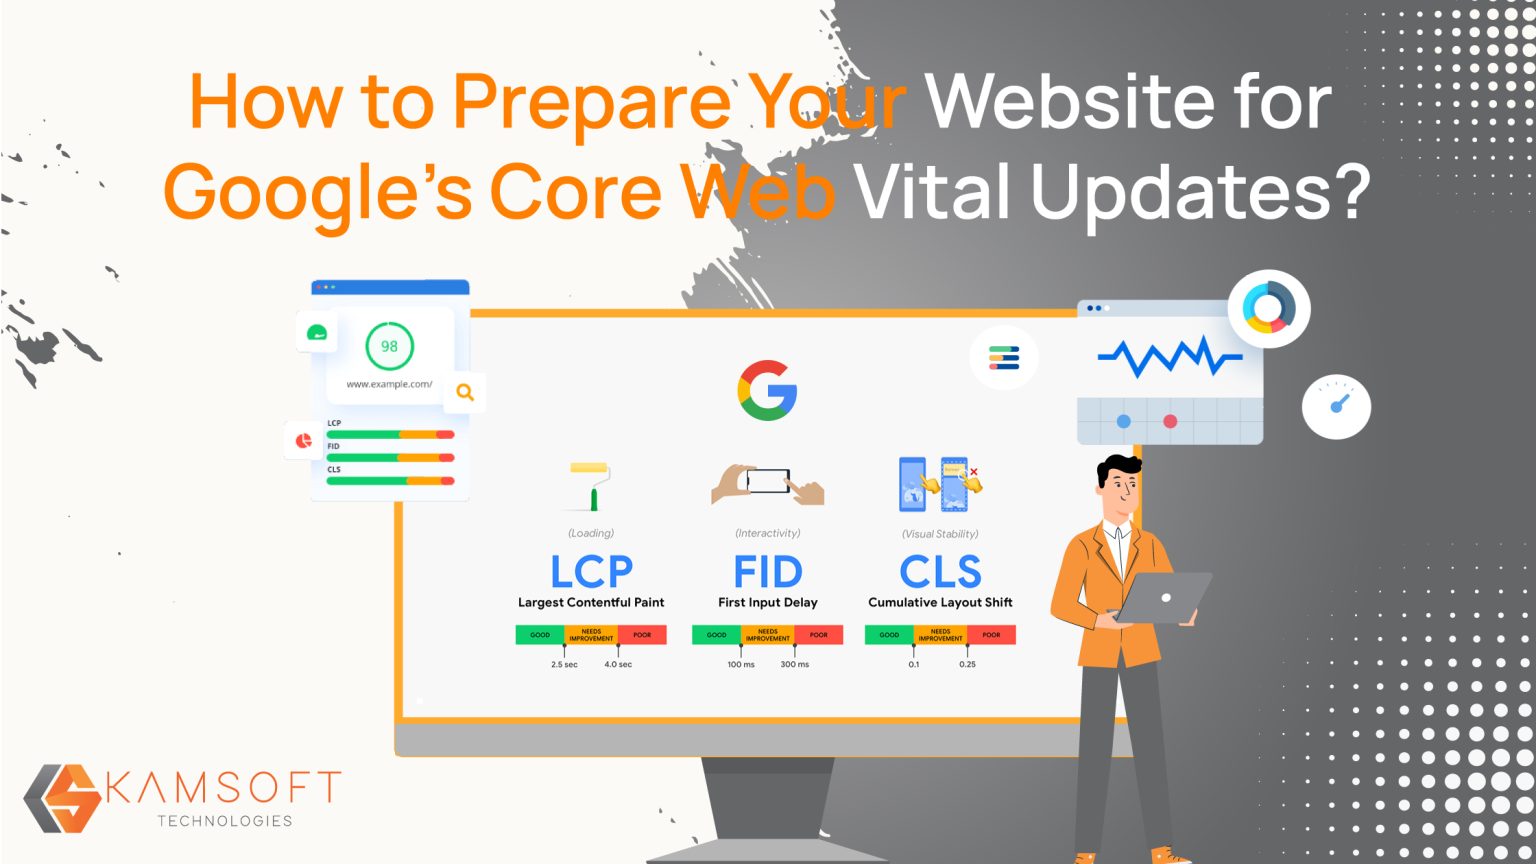 How to Prepare Your Website for
Google's Core Web Vital Updates?
98
www.example.com/
LCP
FID
CLS
(Loading)
LCP
Largest Contentful Paint
GOOD
NEEDS
IMPROVEMENT
POOR
2.5 sec
4.0 sec
(Interactivity)
FID
First Input Delay
GOOD
NEEDS
IMPROVEMENT
POOR
100 ms
300 ms
(Visual Stability)
CLS
Cumulative Layout Shift
GOOD
NEEDS
IMPROVEMENT
POOR
0.1
0.25
KAMSOFT
TECHNOLOGIES